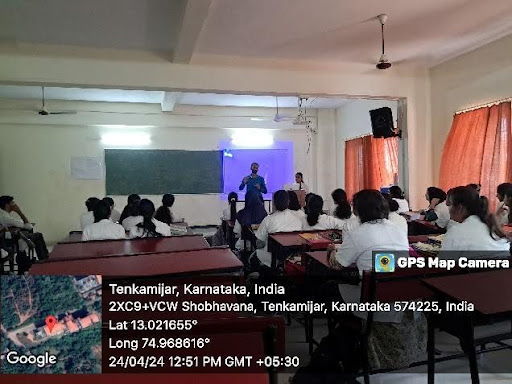 GPS Map Camera
Tenkamijar, Karnataka, India
2XC9+VCW Shobhavana, Tenkamijar, Karnataka 574225, India
Lat 13.021655°
Long 74.968616°
24/04/24 12:51 PM GMT +05:30
Google